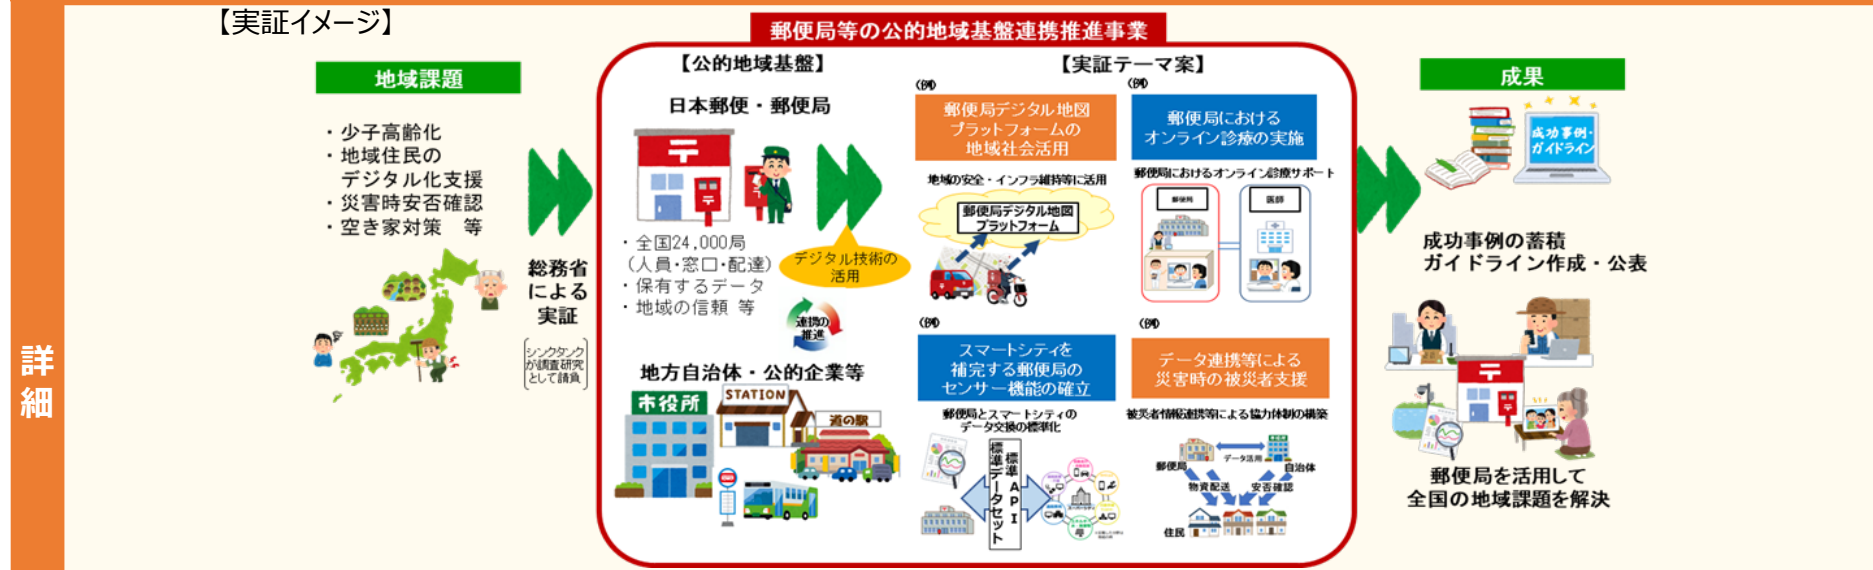 【実証イメージ】
詳細
地域課題
・少子高齢化
・地域住民の
デジタル化支援
・災害時安否確認
・空き家対策　等
総務省
による
実証
シンクタンク
が調査研究
として請負
郵便局等の公的地域基盤連携推進事業
【公的地域基盤】
日本郵便・郵便局
・全国24,000局
（人員・窓口・配達）
・保有するデータ
・地域の信頼 等
デジタル技術の
活用
連携の
推進
地方自治体・公的企業等
市役所
STATION
道の駅
【実証テーマ案】
（例）
郵便局デジタル地図
プラットフォームの
地域社会活用
地域の安全・インフラ維持等に活用
郵便局デジタル地図
プラットフォーム
（例）
郵便局における
オンライン診療の実施
郵便局におけるオンライン診療サポート
郵便局
医師
（例）
スマートシティを
補完する郵便局の
センサー機能の確立
郵便局とスマートシティの
データ交換の標準化
標準API
標準データセット
スーパーシティ
（例）
データ連携等による
災害時の被災者支援
被災者情報連携等による協力体制の構築
郵便局
データ活用
市役所
自治体
物資配送
安否確認
住民
成果
成功事例・
ガイドライン
成功事例の蓄積
ガイドライン作成・公表
郵便局を活用して
全国の地域課題を解決